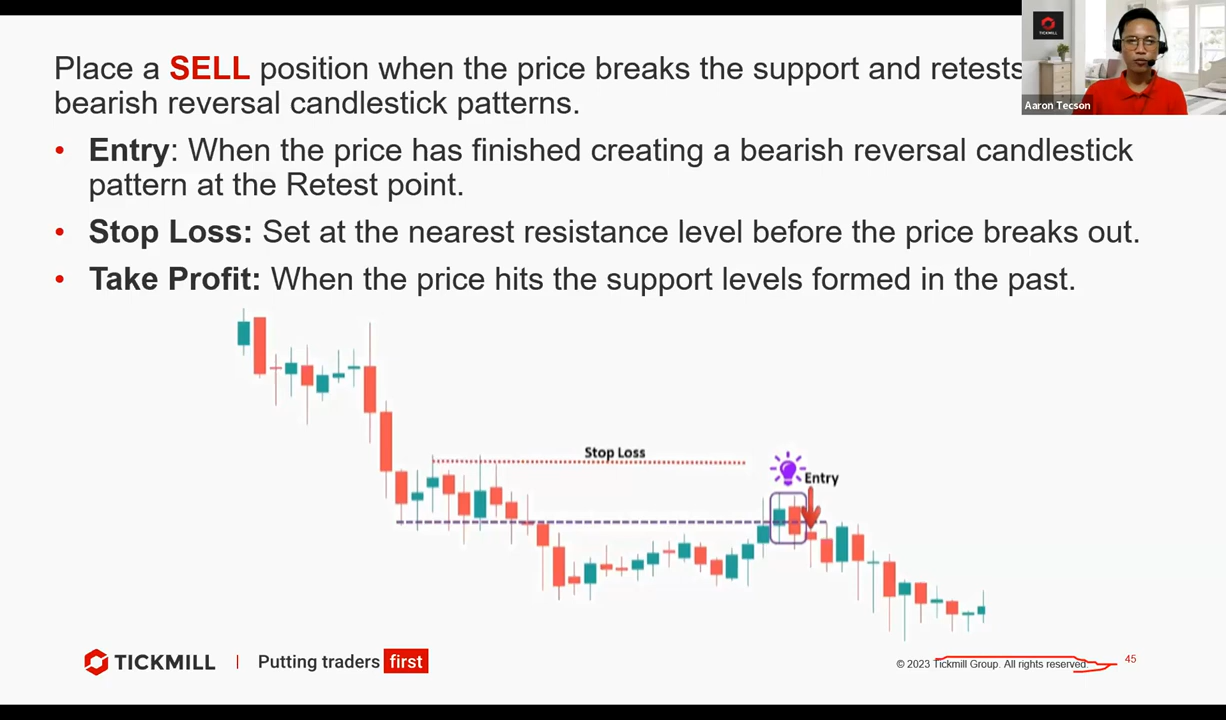 Place a SELL position when the price breaks the support and retests
bearish reversal candlestick patterns.
• Entry: When the price has finished creating a bearish reversal candlestick
pattern at the Retest point.
• Stop Loss: Set at the nearest resistance level before the price breaks out.
• Take Profit: When the price hits the support levels formed in the past.
TICKMILL
Aaron Tecson
Stop Loss
Entry
TICKMILL | Putting traders first
© 2023 Tickmill Group. All rights reserved.
45